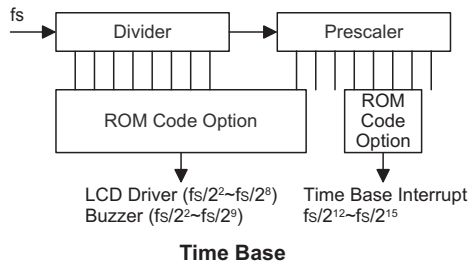 fs
Divider
Prescaler
ROM Code Option
ROM
Code
Option
LCD Driver (fs/2²~fs/2⁸)
Buzzer (fs/2²~fs/2⁹)
Time Base Interrupt
fs/2¹²~fs/2¹⁵
Time Base